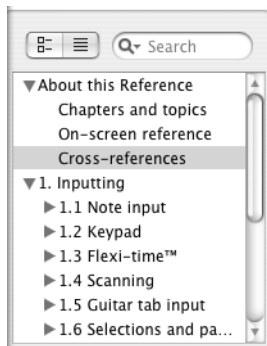 Search
About this Reference
Chapters and topics
On-screen reference
Cross-references
1. Inputting
1.1 Note input
1.2 Keypad
1.3 Flexi-time™
1.4 Scanning
1.5 Guitar tab input
1.6 Selections and pa...